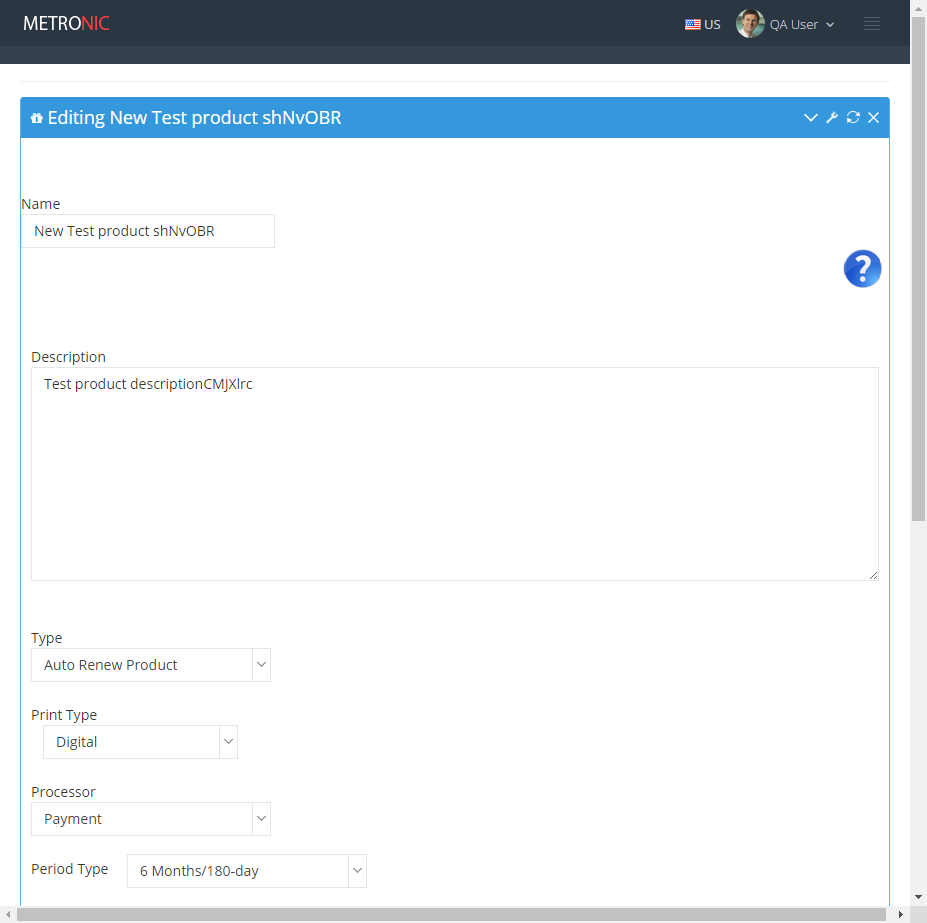 METRONIC
US
QA User
Editing New Test product shNvOBR
Name
New Test product shNvOBR
?
Description
Test product descriptionCMJXlrc
Type
Auto Renew Product
Print Type
Digital
Processor
Payment
Period Type
6 Months/180-day